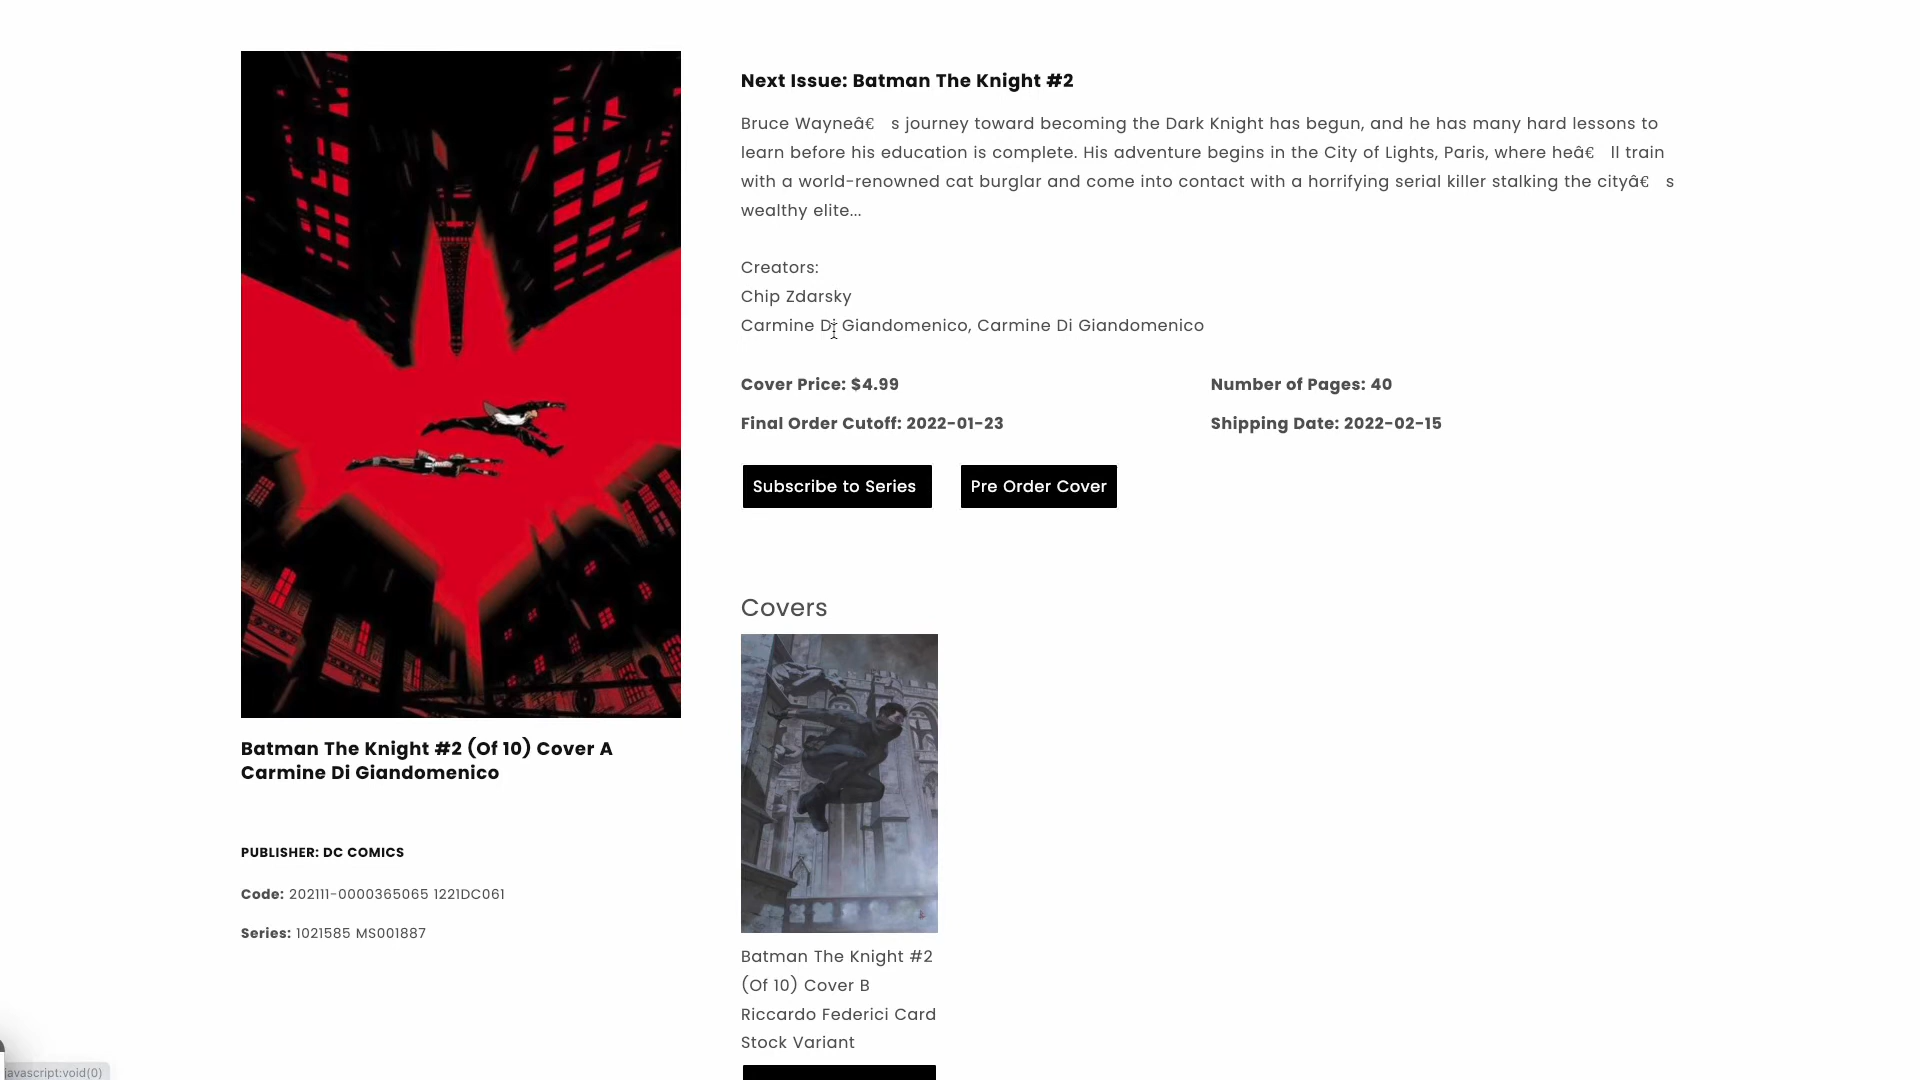 Next Issue: Batman The Knight #2
Bruce Wayneâ€ s journey toward becoming the Dark Knight has begun, and he has many hard lessons to
learn before his education is complete. His adventure begins in the City of Lights, Paris, where heâ€ ll train
with a world-renowned cat burglar and come into contact with a horrifying serial killer stalking the cityâ€ s
wealthy elite...
Creators:
Chip Zdarsky
Carmine Di Giandomenico, Carmine Di Giandomenico
Cover Price: $4.99
Number of Pages: 40
Final Order Cutoff: 2022-01-23
Shipping Date: 2022-02-15
Subscribe to Series
Pre Order Cover
Covers
Batman The Knight #2
(Of 10) Cover B
Riccardo Federici Card
Stock Variant
Batman The Knight #2 (Of 10) Cover A
Carmine Di Giandomenico
PUBLISHER: DC COMICS
Code: 202111-0000365065 1221DC061
Series: 1021585 MS001887
javascript:void(0)